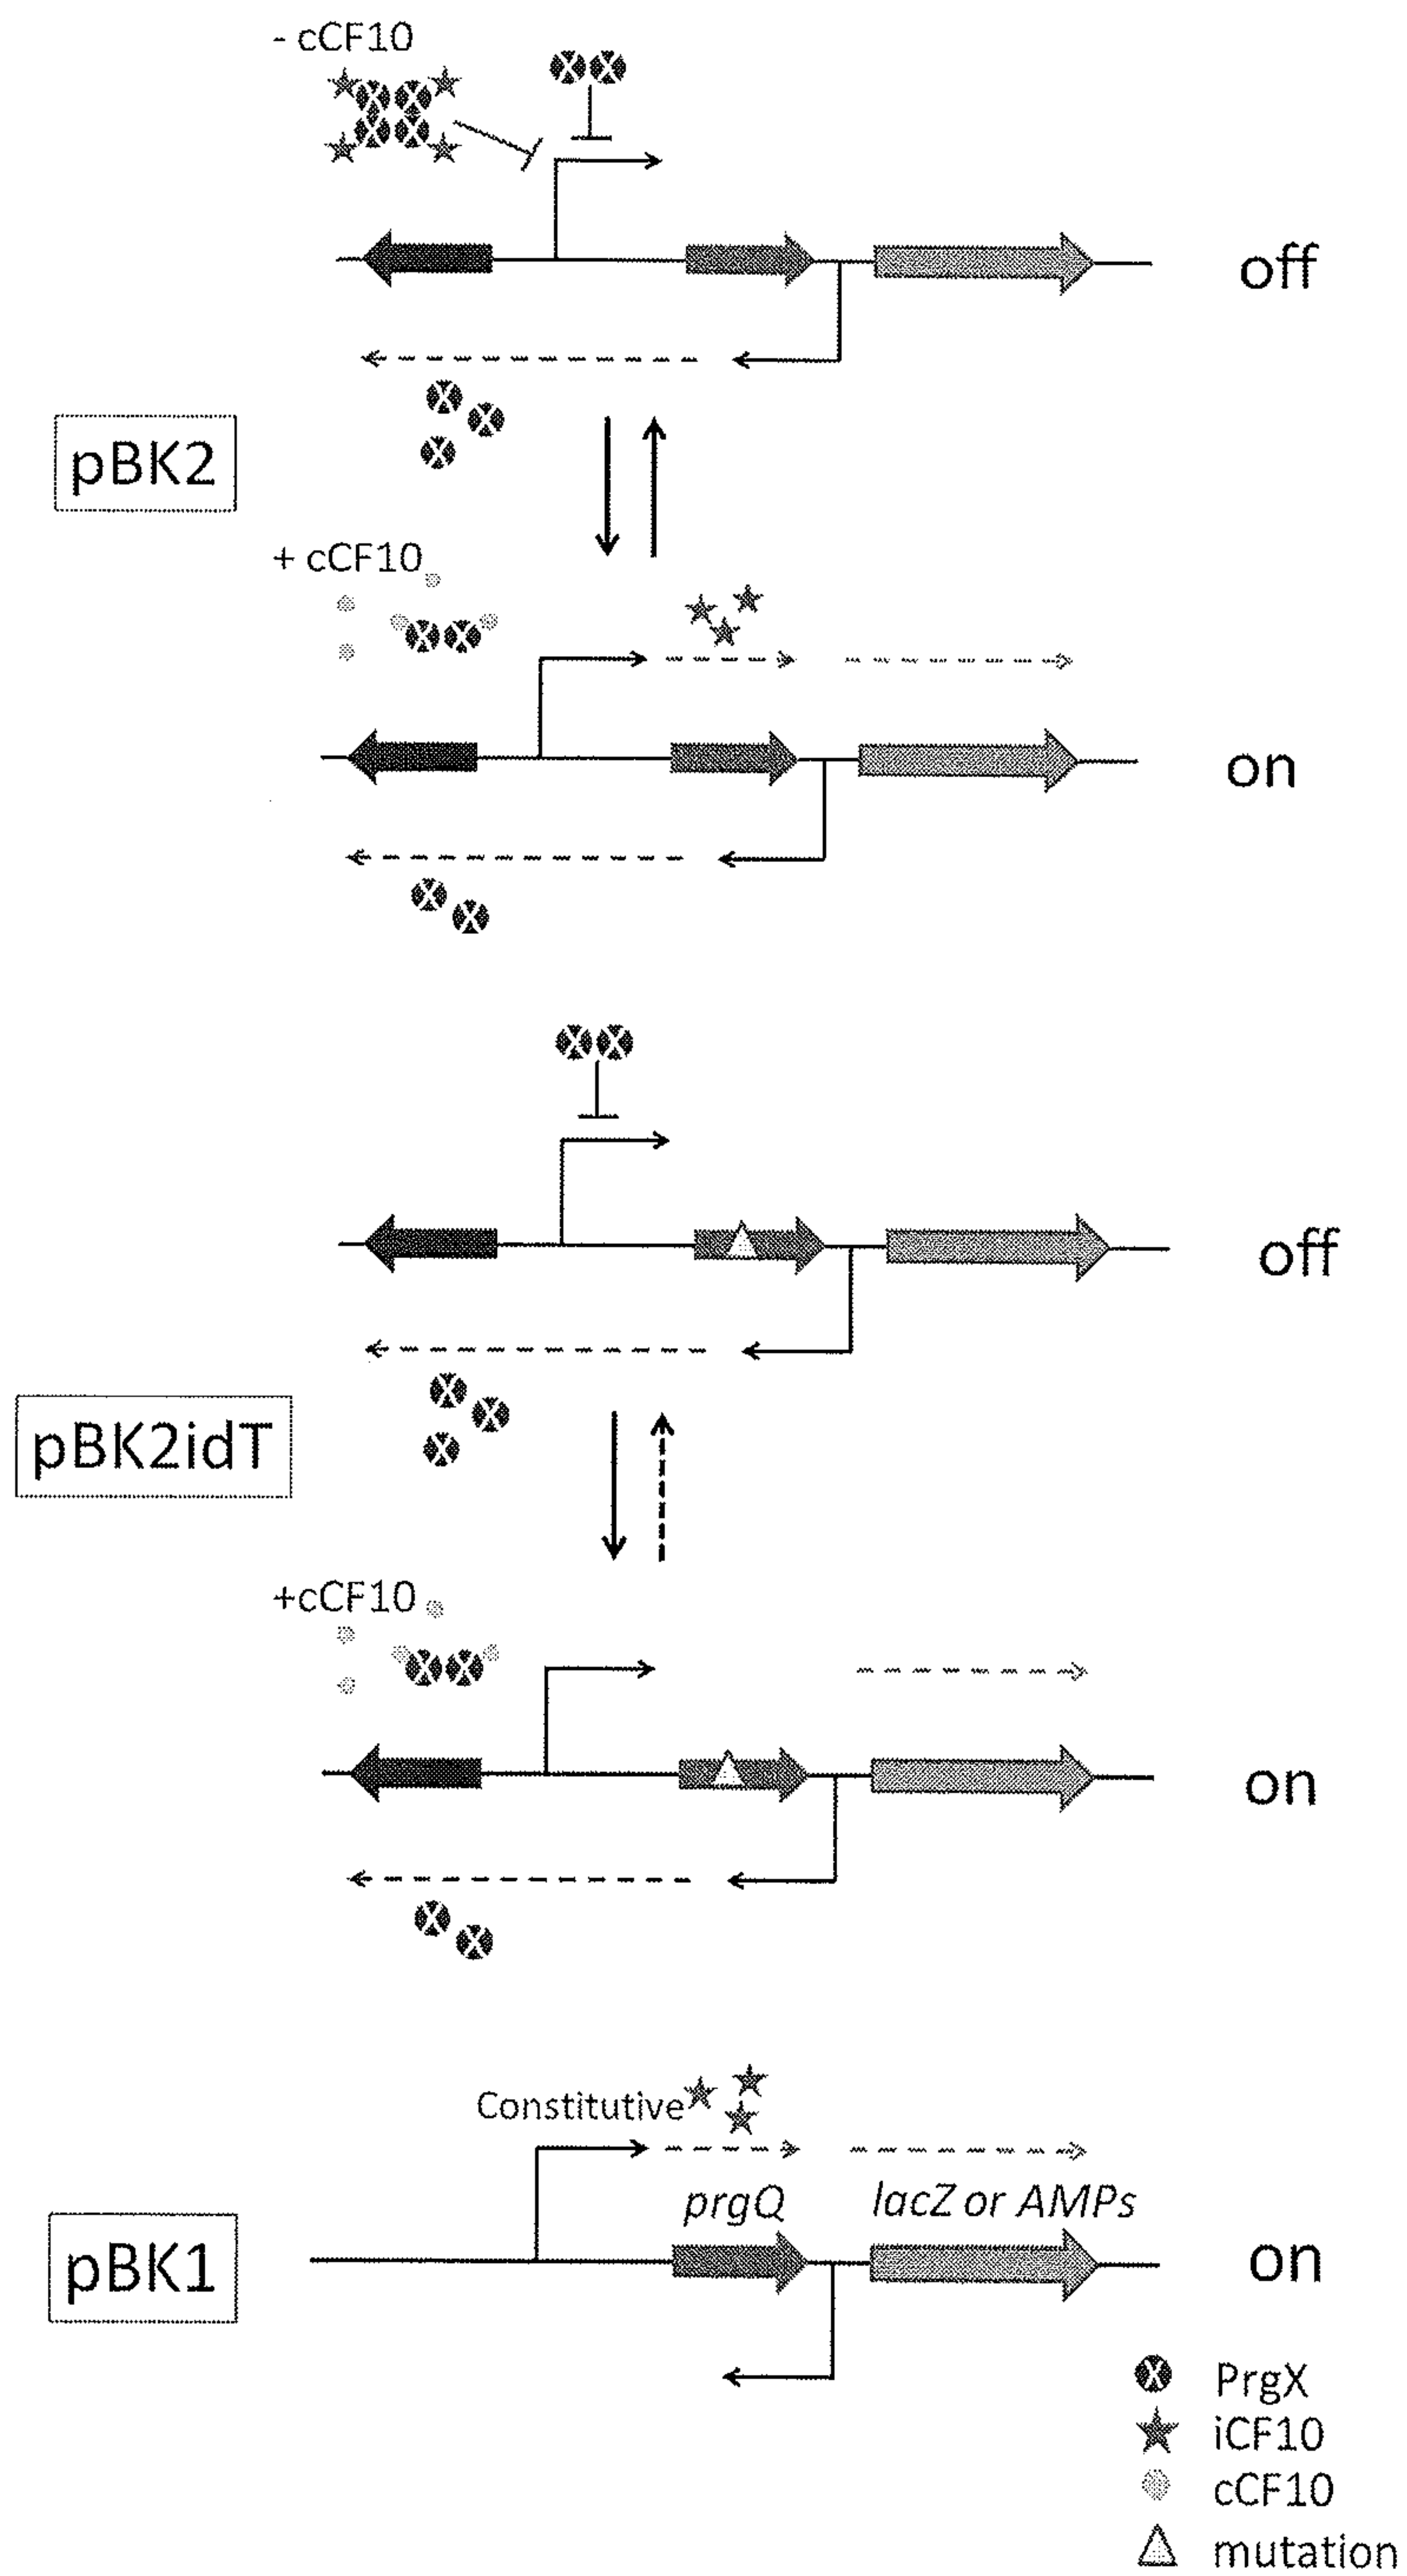 - cCF10
off
pBK2
+ cCF10
on
off
pBK2idT
+cCF10
on
Constitutive
prgQ
lacZ or AMPs
pBK1
on
PrgX
iCF10
cCF10
mutation